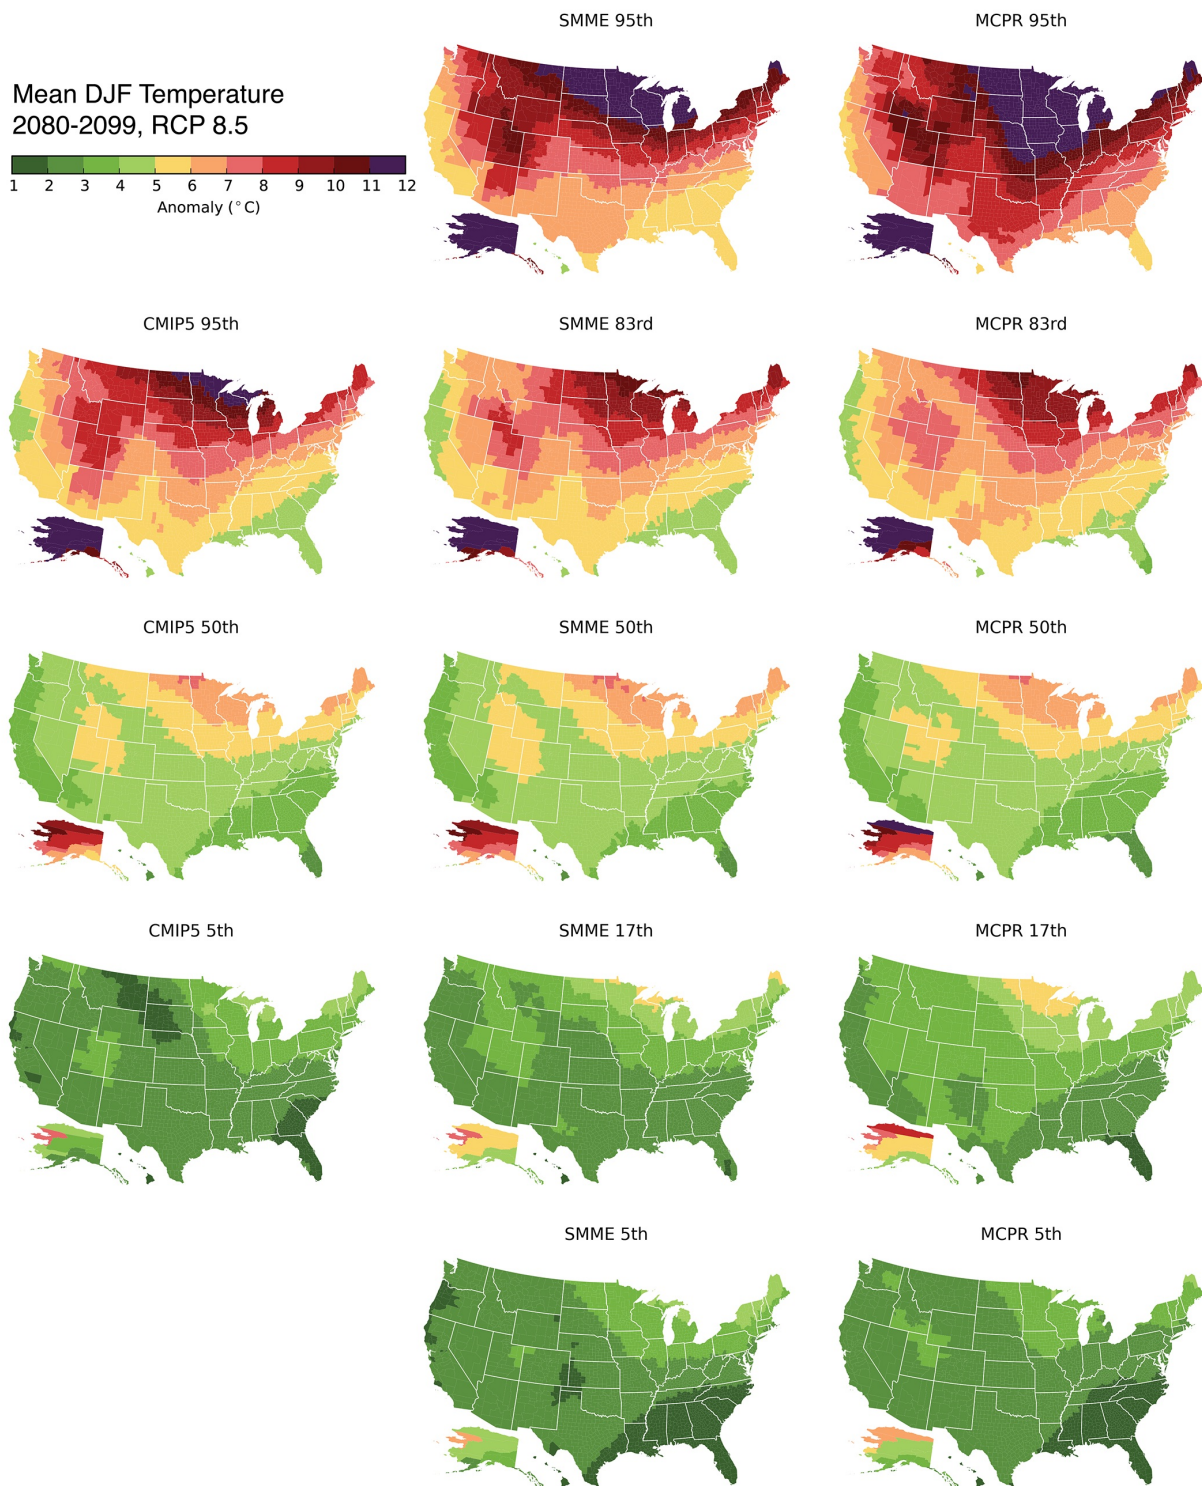 SMME 95th
MCPR 95th
Mean DJF Temperature
2080-2099, RCP 8.5
1 2 3 4 5 6 7 8 9 10 11 12
Anomaly (°C)
CMIP5 95th
SMME 83rd
MCPR 83rd
CMIP5 50th
SMME 50th
MCPR 50th
CMIP5 5th
SMME 17th
MCPR 17th
SMME 5th
MCPR 5th